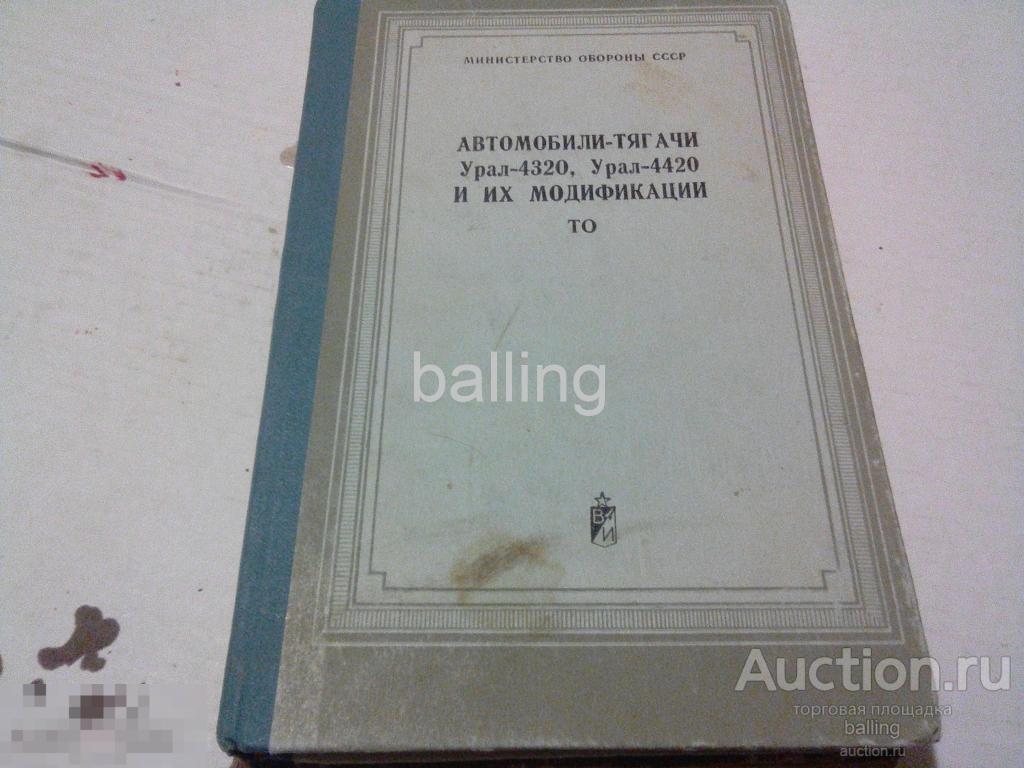 МИНИСТЕРСТВО ОБОРОНЫ СССР
АВТОМОБИЛИ-ТЯГАЧИ
Урал-4320, Урал-4420
И ИХ МОДИФИКАЦИИ
ТО
balling
В
И
Auction.ru
торговая площадка
balling
auction.ru